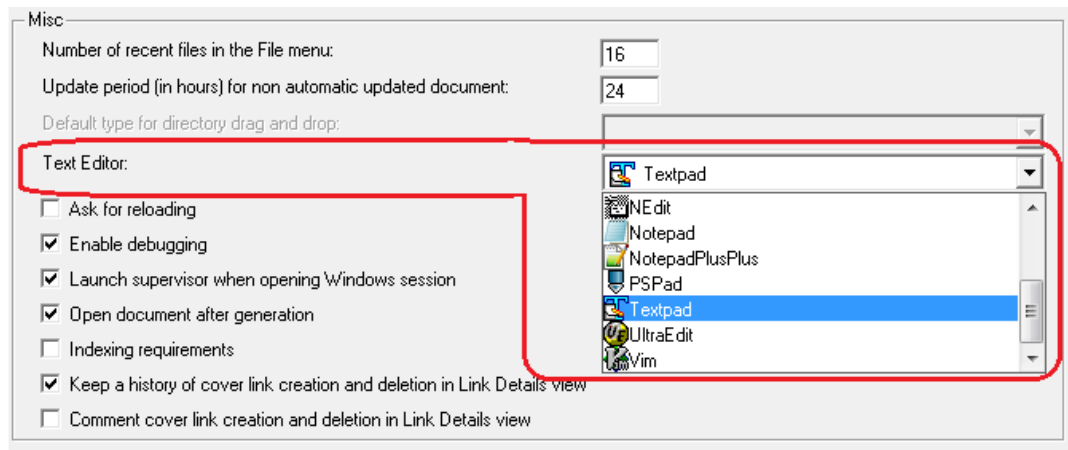 Misc
Number of recent files in the File menu: 16
Update period (in hours) for non automatic updated document: 24
Default type for directory drag and drop:
Text Editor: Textpad
NEdit
Ask for reloading
Notepad
Enable debugging
NotepadPlusPlus
Launch supervisor when opening Windows session
PSPad
Open document after generation
Textpad
UltraEdit
Indexing requirements
Vim
Keep a history of cover link creation and deletion in Link Details view
Comment cover link creation and deletion in Link Details view